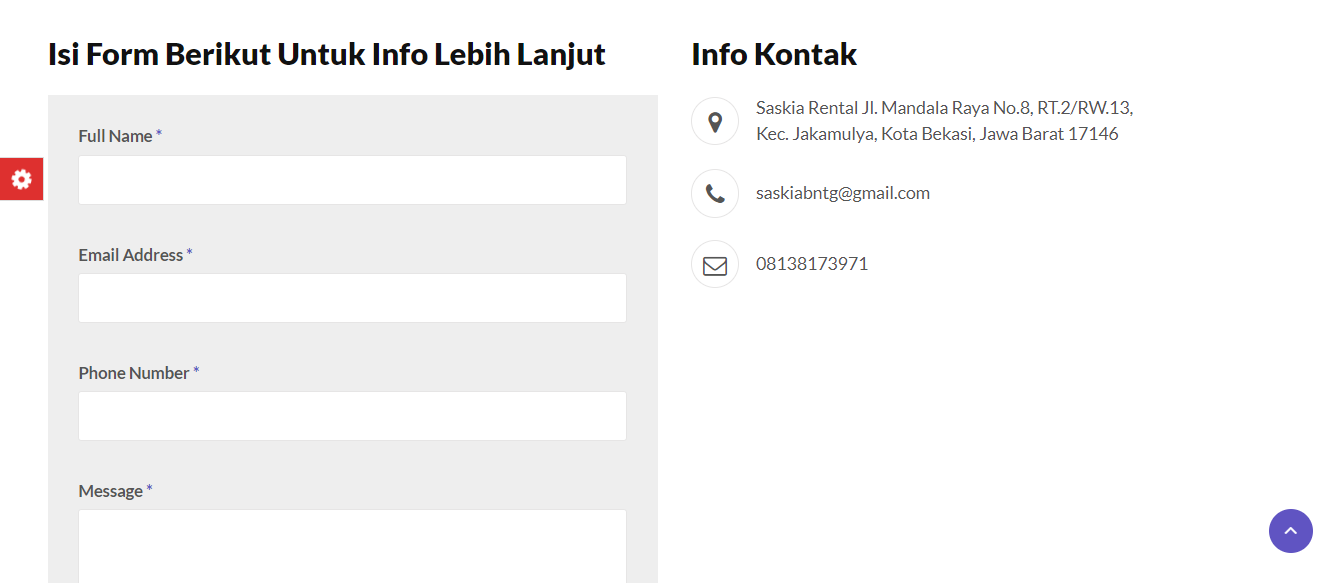 Isi Form Berikut Untuk Info Lebih Lanjut
Full Name *
Email Address *
Phone Number *
Message *
Info Kontak
Saskia Rental Jl. Mandala Raya No.8, RT.2/RW.13,
Kec. Jakamulya, Kota Bekasi, Jawa Barat 17146
saskiabntg@gmail.com
08138173971